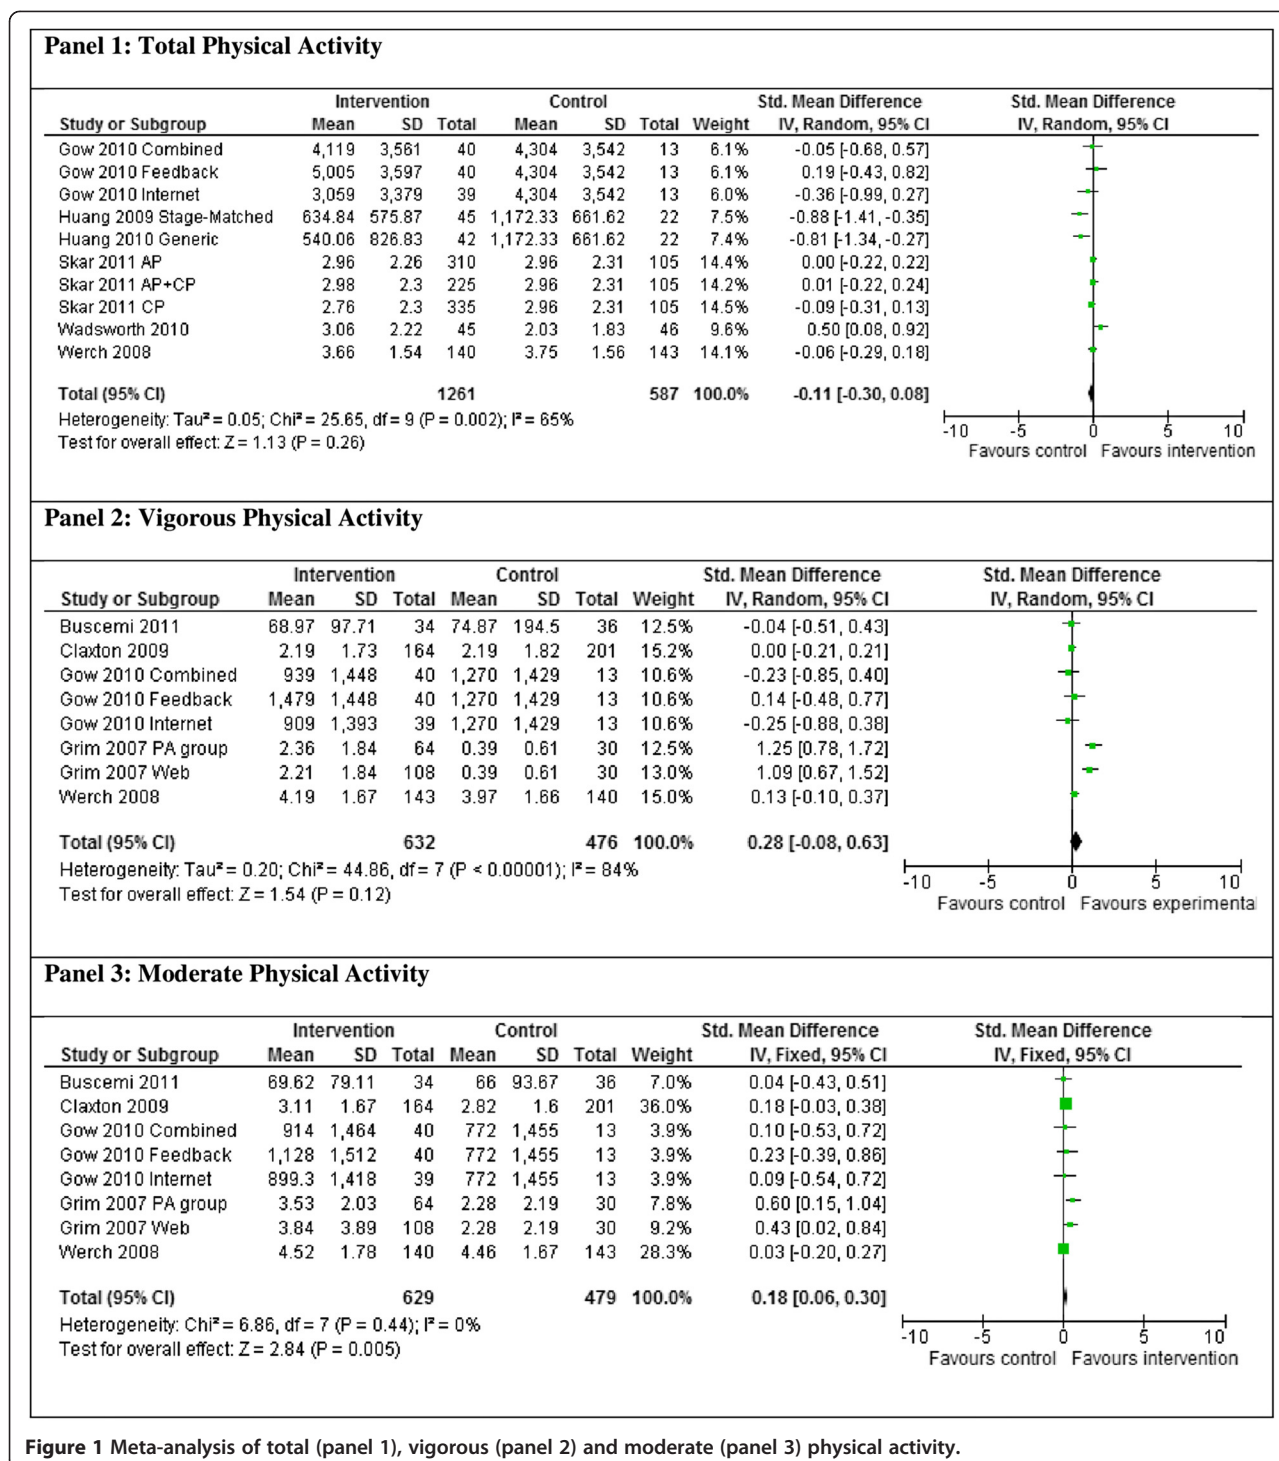 Panel 1: Total Physical Activity
Intervention Control Std. Mean Difference Std. Mean Difference
Study or Subgroup Mean SD Total Mean SD Total Weight IV, Random, 95% CI IV, Random, 95% CI
Gow 2010 Combined 4,119 3,561 40 4,304 3,542 13 6.1% -0.05 [-0.68, 0.57]
Gow 2010 Feedback 5,005 3,597 40 4,304 3,542 13 6.1% 0.19 [-0.43, 0.82]
Gow 2010 Internet 3,059 3,379 39 4,304 3,542 13 6.0% -0.36 [-0.99, 0.27]
Huang 2009 Stage-Matched 634.84 575.87 45 1,172.33 661.62 22 7.5% -0.88 [-1.41, -0.35]
Huang 2010 Generic 540.06 826.83 42 1,172.33 661.62 22 7.4% -0.81 [-1.34, -0.27]
Skar 2011 AP 2.96 2.26 310 2.96 2.31 105 14.4% 0.00 [-0.22, 0.22]
Skar 2011 AP+CP 2.98 2.3 225 2.96 2.31 105 14.2% 0.01 [-0.22, 0.24]
Skar 2011 CP 2.76 2.3 335 2.96 2.31 105 14.5% -0.09 [-0.31, 0.13]
Wadsworth 2010 3.06 2.22 45 2.03 1.83 46 9.6% 0.50 [0.08, 0.92]
Werch 2008 3.66 1.54 140 3.75 1.56 143 14.1% -0.06 [-0.29, 0.18]
Total (95% CI) 1261 587 100.0% -0.11 [-0.30, 0.08]
Heterogeneity: Tau² = 0.05; Chi² = 25.65, df = 9 (P = 0.002); I² = 65%
Test for overall effect: Z = 1.13 (P = 0.26)
-10 -5 0 5 10
Favours control Favours intervention
Panel 2: Vigorous Physical Activity
Intervention Control Std. Mean Difference Std. Mean Difference
Study or Subgroup Mean SD Total Mean SD Total Weight IV, Random, 95% CI IV, Random, 95% CI
Buscemi 2011 68.97 97.71 34 74.87 194.5 36 12.5% -0.04 [-0.51, 0.43]
Claxton 2009 2.19 1.73 164 2.19 1.82 201 15.2% 0.00 [-0.21, 0.21]
Gow 2010 Combined 939 1,448 40 1,270 1,429 13 10.6% -0.23 [-0.85, 0.40]
Gow 2010 Feedback 1,479 1,448 40 1,270 1,429 13 10.6% 0.14 [-0.48, 0.77]
Gow 2010 Internet 909 1,393 39 1,270 1,429 13 10.6% -0.25 [-0.88, 0.38]
Grim 2007 PA group 2.36 1.84 64 0.39 0.61 30 12.5% 1.25 [0.78, 1.72]
Grim 2007 Web 2.21 1.84 108 0.39 0.61 30 13.0% 1.09 [0.67, 1.52]
Werch 2008 4.19 1.67 143 3.97 1.66 140 15.0% 0.13 [-0.10, 0.37]
Total (95% CI) 632 476 100.0% 0.28 [-0.08, 0.63]
Heterogeneity: Tau² = 0.20; Chi² = 44.86, df = 7 (P < 0.00001); I² = 84%
Test for overall effect: Z = 1.54 (P = 0.12)
-10 -5 0 5 10
Favours control Favours experimenta
Panel 3: Moderate Physical Activity
Intervention Control Std. Mean Difference Std. Mean Difference
Study or Subgroup Mean SD Total Mean SD Total Weight IV, Fixed, 95% CI IV, Fixed, 95% CI
Buscemi 2011 69.62 79.11 34 66 93.67 36 7.0% 0.04 [-0.43, 0.51]
Claxton 2009 3.11 1.67 164 2.82 1.6 201 36.0% 0.18 [-0.03, 0.38]
Gow 2010 Combined 914 1,464 40 772 1,455 13 3.9% 0.10 [-0.53, 0.72]
Gow 2010 Feedback 1,128 1,512 40 772 1,455 13 3.9% 0.23 [-0.39, 0.86]
Gow 2010 Internet 899.3 1,418 39 772 1,455 13 3.9% 0.09 [-0.54, 0.72]
Grim 2007 PA group 3.53 2.03 64 2.28 2.19 30 7.8% 0.60 [0.15, 1.04]
Grim 2007 Web 3.84 3.89 108 2.28 2.19 30 9.2% 0.43 [0.02, 0.84]
Werch 2008 4.52 1.78 140 4.46 1.67 143 28.3% 0.03 [-0.20, 0.27]
Total (95% CI) 629 479 100.0% 0.18 [0.06, 0.30]
Heterogeneity: Chi² = 6.86, df = 7 (P = 0.44); I² = 0%
Test for overall effect: Z = 2.84 (P = 0.005)
-10 -5 0 5 10
Favours control Favours intervention
Figure 1 Meta-analysis of total (panel 1), vigorous (panel 2) and moderate (panel 3) physical activity.